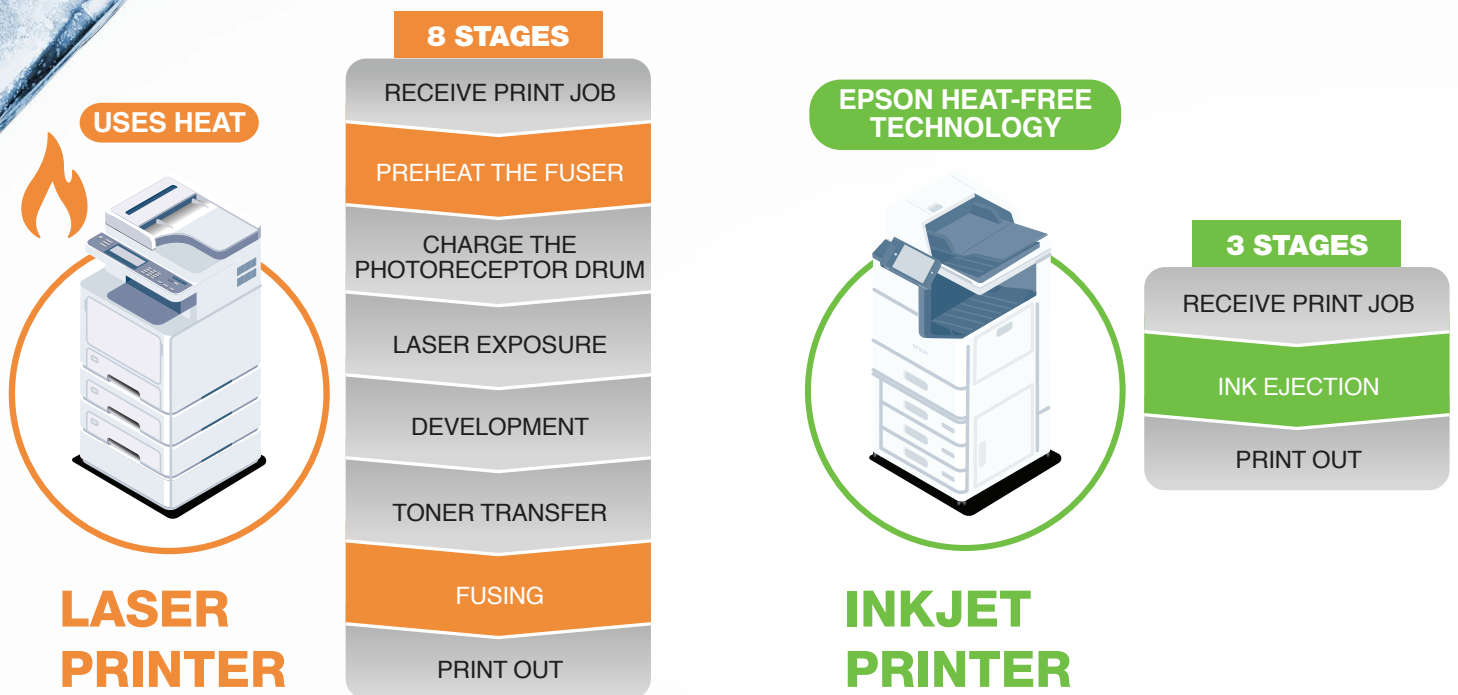 8 STAGES
USES HEAT
RECEIVE PRINT JOB
PREHEAT THE FUSER
CHARGE THE
PHOTORECEPTOR DRUM
LASER EXPOSURE
DEVELOPMENT
TONER TRANSFER
FUSING
PRINT OUT
LASER
PRINTER
EPSON HEAT-FREE
TECHNOLOGY
EPSON
3 STAGES
RECEIVE PRINT JOB
INK EJECTION
PRINT OUT
INKJET
PRINTER